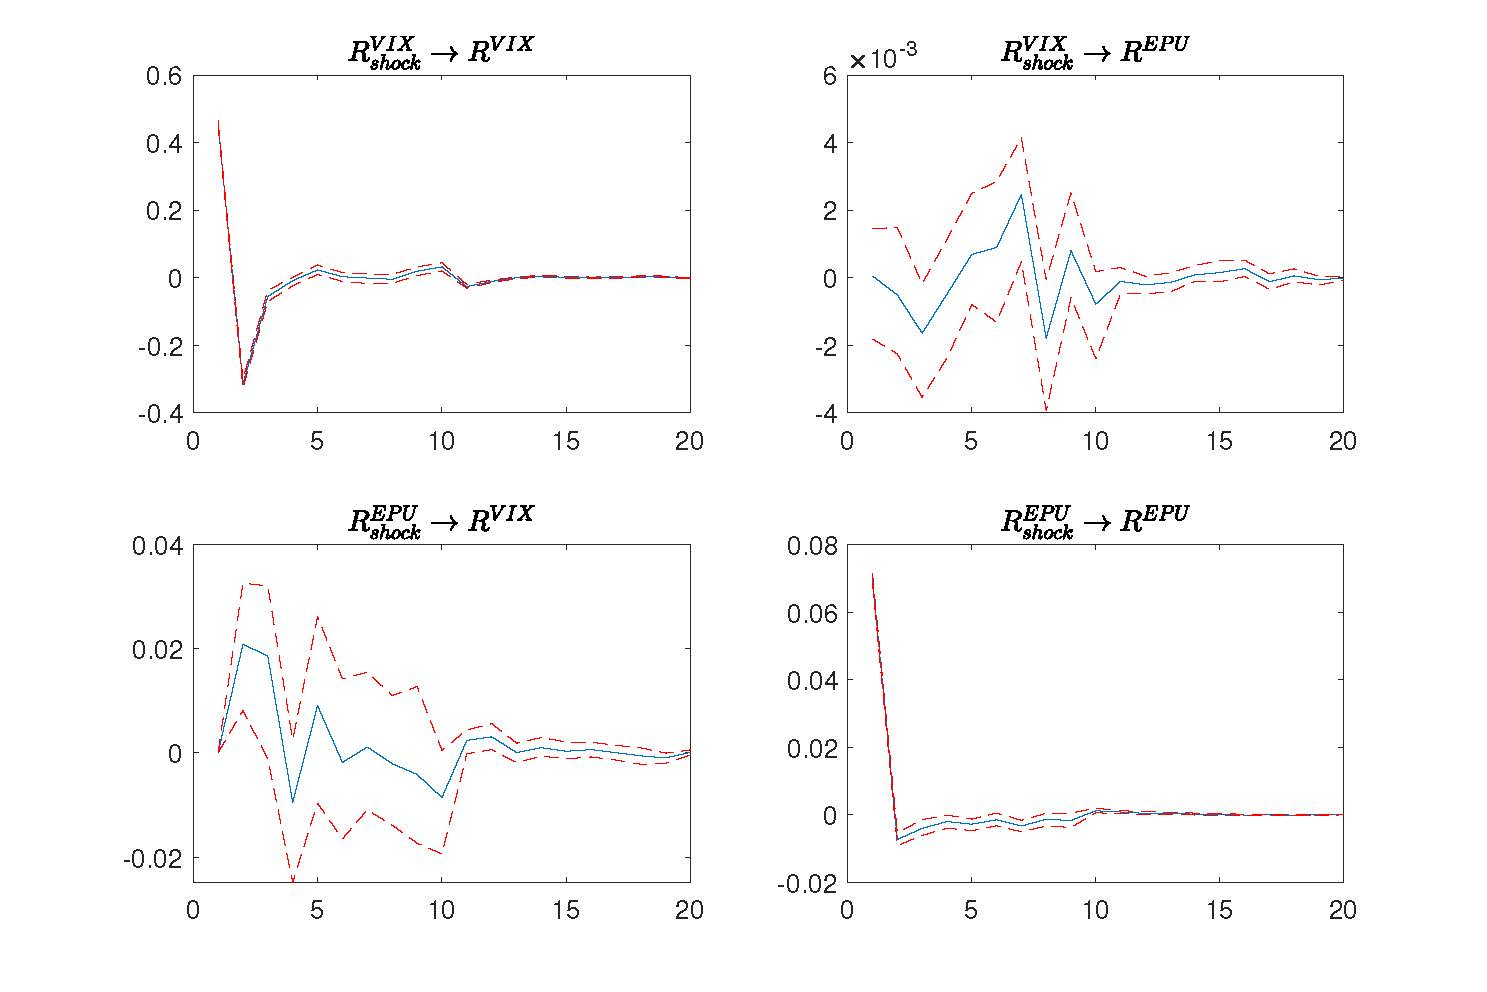 R^{VIX}_{shock} → R^{VIX}
0.6
0.4
0.2
0
-0.2
-0.4
0 5 10 15 20
R^{VIX}_{shock} → R^{EPU}
×10^{-3}
6
4
2
0
-2
-4
0 5 10 15 20
R^{EPU}_{shock} → R^{VIX}
0.04
0.02
0
-0.02
0 5 10 15 20
R^{EPU}_{shock} → R^{EPU}
0.08
0.06
0.04
0.02
0
-0.02
0 5 10 15 20